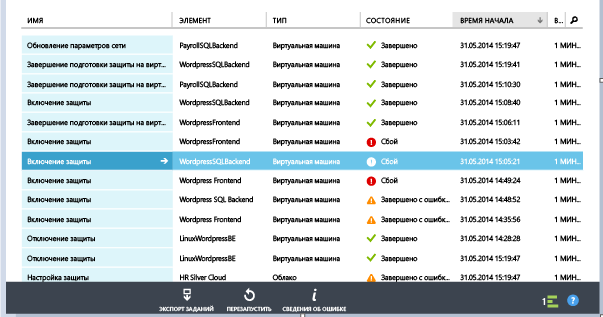 ИМЯ ЭЛЕМЕНТ ТИП СОСТОЯНИЕ ВРЕМЯ НАЧАЛА В...
Обновление параметров сети PayrollSQLBackend Виртуальная машина Завершено 31.05.2014 15:19:47 1 МИН...
Завершение подготовки защиты на вирт... WordpressSQLBackend Виртуальная машина Завершено 31.05.2014 15:19:41 1 МИН...
Завершение подготовки защиты на вирт... PayrollSQLBackend Виртуальная машина Завершено 31.05.2014 15:10:30 1 МИН...
Включение защиты WordpressSQLBackend Виртуальная машина Завершено 31.05.2014 15:08:40 1 МИН...
Завершение подготовки защиты на вирт... WordpressFrontend Виртуальная машина Завершено 31.05.2014 15:06:11 1 МИН...
Включение защиты WordpressFrontend Виртуальная машина Сбой 31.05.2014 15:03:42 1 МИН...
Включение защиты WordpressSQLBackend Виртуальная машина Сбой 31.05.2014 15:05:21 1 МИН...
Включение защиты Wordpress Frontend Виртуальная машина Сбой 31.05.2014 14:49:24 1 МИН...
Включение защиты Wordpress SQL Backend Виртуальная машина Завершено с ошибк... 31.05.2014 14:48:52 1 МИН...
Включение защиты Wordpress Frontend Виртуальная машина Завершено с ошибк... 31.05.2014 14:35:56 1 МИН...
Отключение защиты LinuxWordpressBE Виртуальная машина Завершено 31.05.2014 14:28:28 1 МИН...
Отключение защиты LinuxWordpressBE Виртуальная машина Завершено 31.05.2014 15:19:47 1 МИН...
Настройка защиты HR Sliver Cloud Облако Завершено с ошибк... 31.05.2014 15:19:47 1 МИН...
1 ?
ЭКСПОРТ ЗАДАНИЙ ПЕРЕЗАПУСТИТЬ СВЕДЕНИЯ ОБ ОШИБКЕ